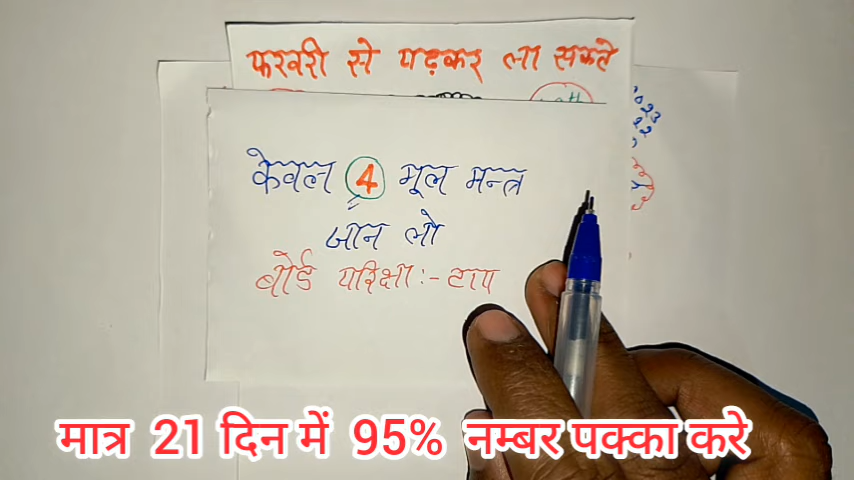 फरवरी से पढ़कर ला सकते
केवल 4 मूल मन्त्र
जान लो
बोर्ड परिक्षा :- टाप
मात्र 21 दिन में 95% नम्बर पक्का करे